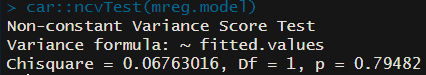 > car::ncvTest(mreg.model)
Non-constant Variance Score Test
Variance formula: ~ fitted.values
Chisquare = 0.06763016, Df = 1, p = 0.79482